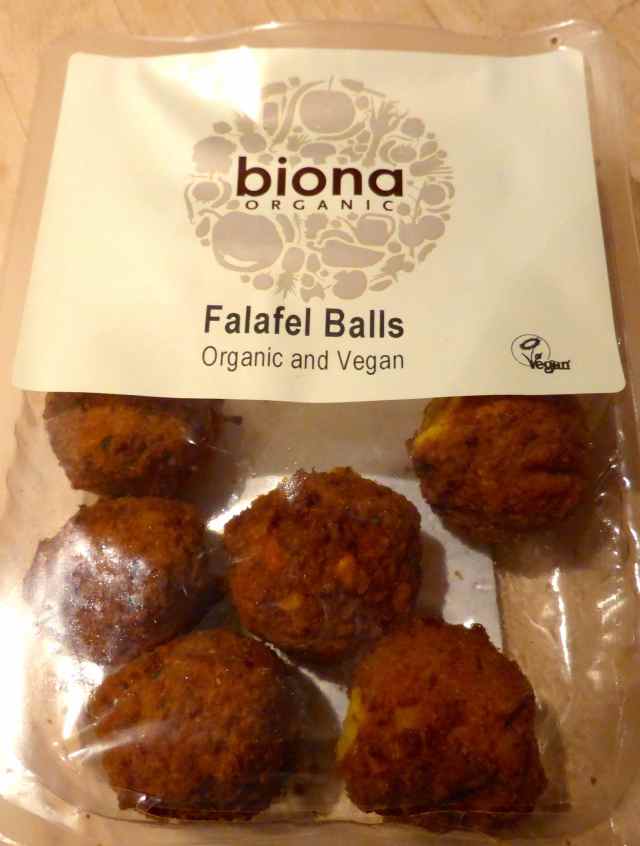 biona
ORGANIC
Falafel Balls
Organic and Vegan
Vegan